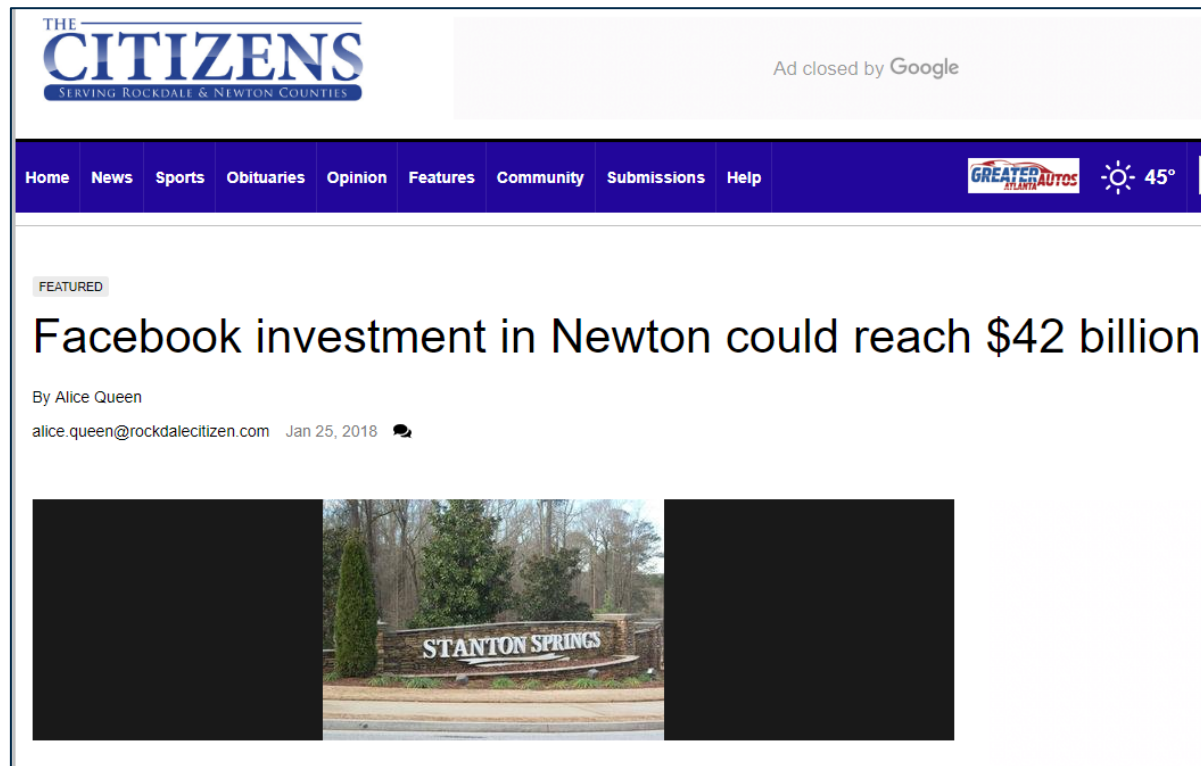 THE
CITIZENS
SERVING ROCKDALE & NEWTON COUNTIES
Ad closed by Google
Home News Sports Obituaries Opinion Features Community Submissions Help
GREATER
ATLANTA AUTOS
45°
FEATURED
Facebook investment in Newton could reach $42 billion
By Alice Queen
alice.queen@rockdalecitizen.com Jan 25, 2018
STANTON SPRINGS